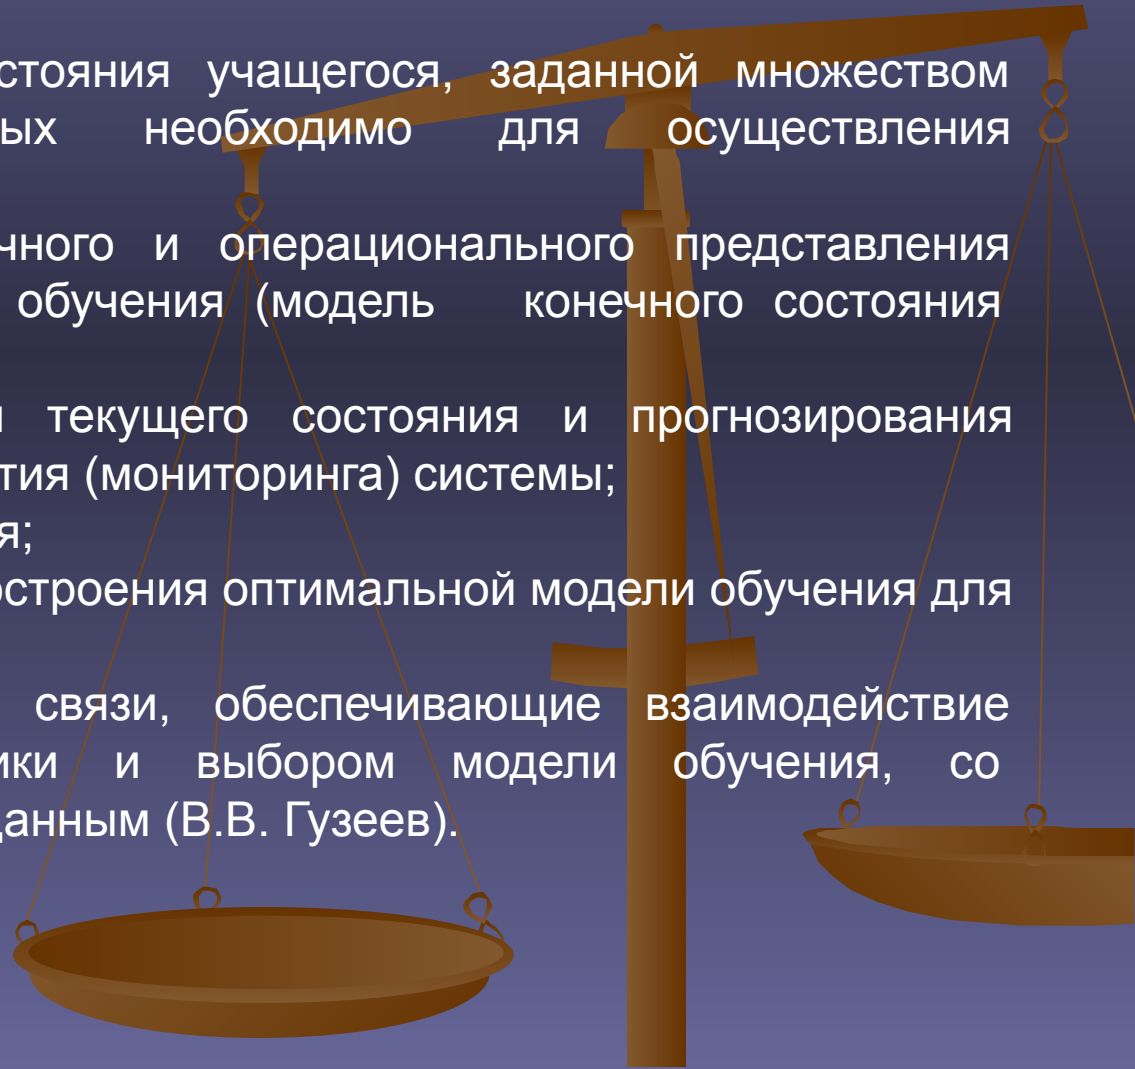 стояния учащегося, заданной множеством
ых необходимо для осуществления
чного и операционального представления
обучения (модель конечного состояния
и текущего состояния и прогнозирования
тия (мониторинга) системы;
я;
остроения оптимальной модели обучения для
связи, обеспечивающие взаимодействие
ики и выбором модели обучения, со
данным (В.В. Гузеев).